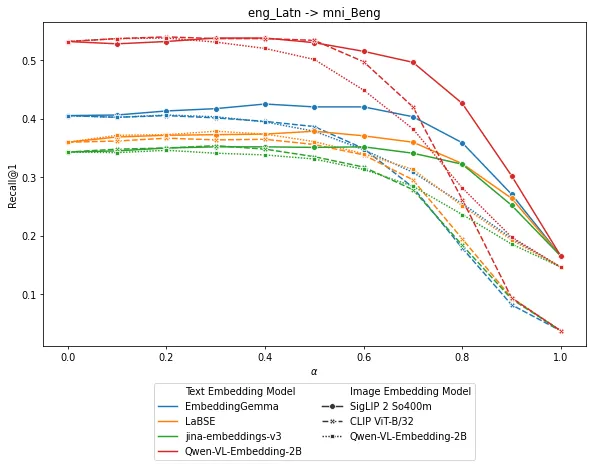 eng_Latn -> mni_Beng
Recall@1
0.5
0.4
0.3
0.2
0.1
0.0 0.2 0.4 0.6 0.8 1.0
α
Text Embedding Model Image Embedding Model
EmbeddingGemma SigLIP 2 So400m
LaBSE CLIP ViT-B/32
jina-embeddings-v3 Qwen-VL-Embedding-2B
Qwen-VL-Embedding-2B